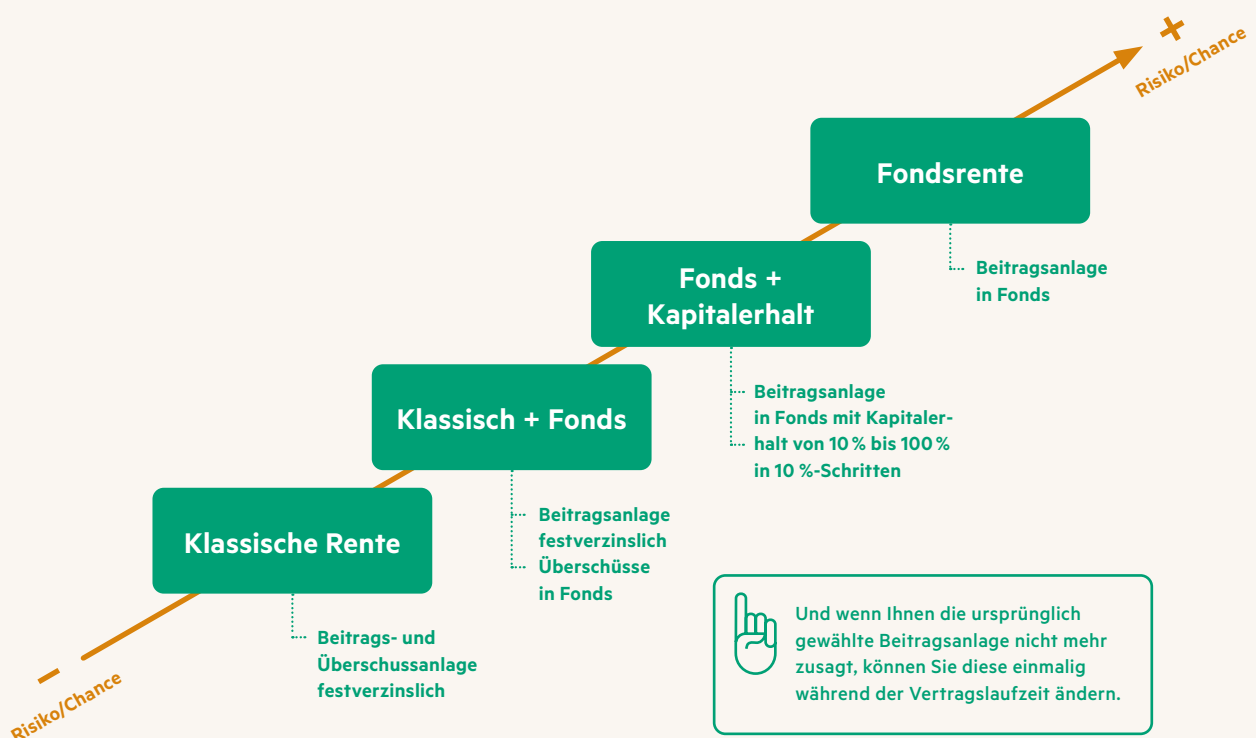 +
Risiko/Chance
Fondsrente
Beitragsanlage
in Fonds
Fonds +
Kapitalerhalt
Beitragsanlage
in Fonds mit Kapitaler-
halt von 10 % bis 100 %
in 10 %-Schritten
Klassisch + Fonds
Beitragsanlage
festverzinslich
Überschüsse
in Fonds
Klassische Rente
Beitrags- und
Überschussanlage
festverzinslich
Und wenn Ihnen die ursprünglich
gewählte Beitragsanlage nicht mehr
zusagt, können Sie diese einmalig
während der Vertragslaufzeit ändern.
–
Risiko/Chance